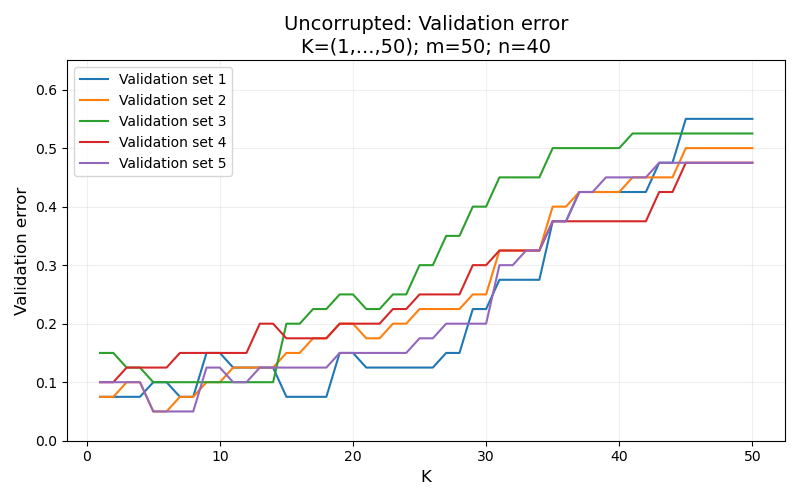 Uncorrupted: Validation error
K=(1,...,50); m=50; n=40
Validation set 1
Validation set 2
Validation set 3
Validation set 4
Validation set 5
Validation error
0.6
0.5
0.4
0.3
0.2
0.1
0.0
0 10 20 30 40 50
K